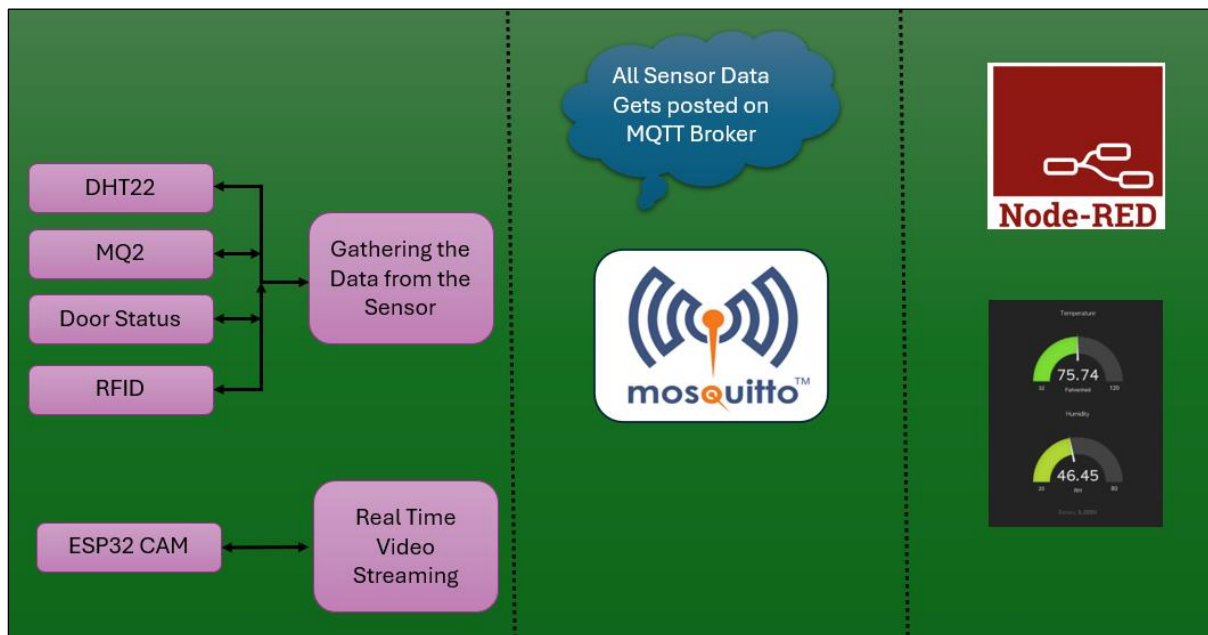 DHT22
MQ2
Door Status
RFID
Gathering the
Data from the
Sensor
ESP32 CAM
Real Time
Video
Streaming
All Sensor Data
Gets posted on
MQTT Broker
mosquitto™
Node-RED
Temperature
75.74
32 Fahrenheit 120
Humidity
46.45
20 RH 80